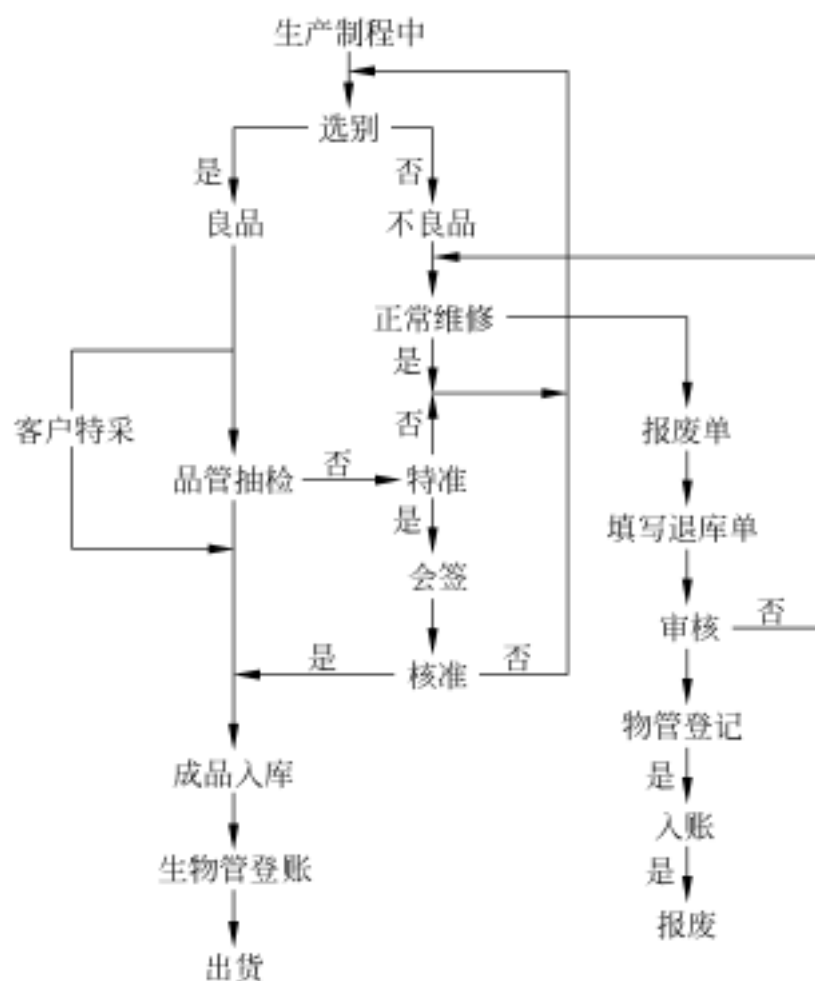 生产制程中
选别
是
否
良品
不良品
正常维修
是
客户特采
否
报废单
品管抽检
否
特准
是
填写退库单
会签
审核
否
是
核准
否
物管登记
成品入库
是
入账
生物管登账
是
报废
出货